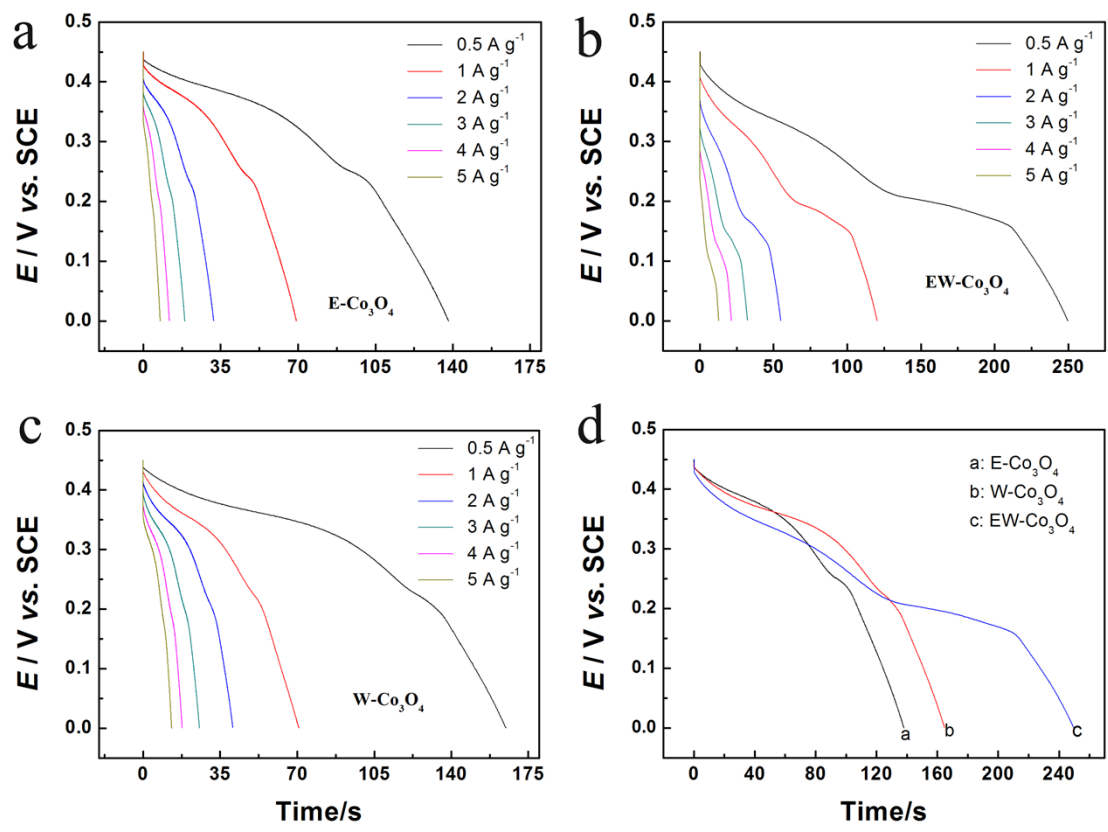 a
0.5
0.4
0.3
0.2
0.1
0.0
E / V vs. SCE
0.5 A g⁻¹
1 A g⁻¹
2 A g⁻¹
3 A g⁻¹
4 A g⁻¹
5 A g⁻¹
E-Co₃O₄
0 35 70 105 140 175
b
0.5
0.4
0.3
0.2
0.1
0.0
E / V vs. SCE
0.5 A g⁻¹
1 A g⁻¹
2 A g⁻¹
3 A g⁻¹
4 A g⁻¹
5 A g⁻¹
EW-Co₃O₄
0 50 100 150 200 250
c
0.5
0.4
0.3
0.2
0.1
0.0
E / V vs. SCE
0.5 A g⁻¹
1 A g⁻¹
2 A g⁻¹
3 A g⁻¹
4 A g⁻¹
5 A g⁻¹
W-Co₃O₄
0 35 70 105 140 175
Time/s
d
0.5
0.4
0.3
0.2
0.1
0.0
E / V vs. SCE
a: E-Co₃O₄
b: W-Co₃O₄
c: EW-Co₃O₄
a b c
0 40 80 120 160 200 240
Time/s